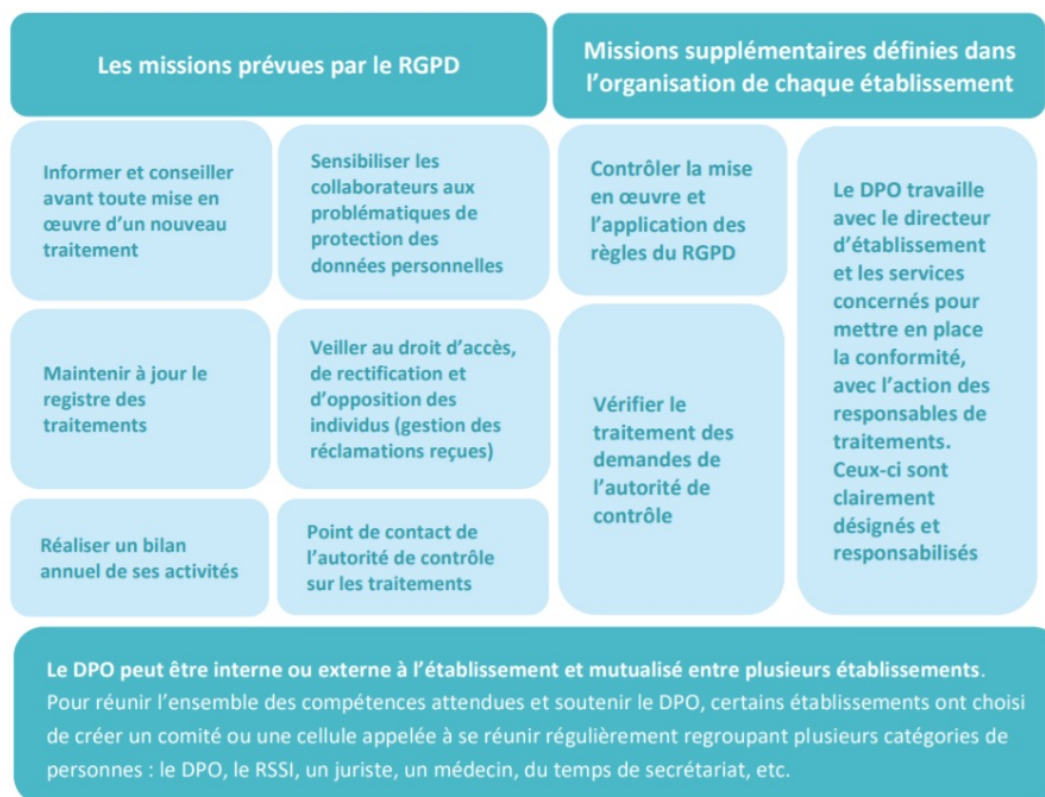 Les missions prévues par le RGPD
Missions supplémentaires définies dans
l’organisation de chaque établissement
Informer et conseiller
avant toute mise en
œuvre d’un nouveau
traitement
Sensibiliser les
collaborateurs aux
problématiques de
protection des
données personnelles
Contrôler la mise
en œuvre et
l’application des
règles du RGPD
Le DPO travaille
avec le directeur
d’établissement
et les services
concernés pour
mettre en place
la conformité,
avec l’action des
responsables de
traitements.
Ceux-ci sont
clairement
désignés et
responsabilisés
Maintenir à jour le
registre des
traitements
Veiller au droit d’accès,
de rectification et
d’opposition des
individus (gestion des
réclamations reçues)
Vérifier le
traitement des
demandes de
l’autorité de
contrôle
Réaliser un bilan
annuel de ses activités
Point de contact de
l’autorité de contrôle
sur les traitements
Le DPO peut être interne ou externe à l’établissement et mutualisé entre plusieurs établissements.
Pour réunir l’ensemble des compétences attendues et soutenir le DPO, certains établissements ont choisi
de créer un comité ou une cellule appelée à se réunir régulièrement regroupant plusieurs catégories de
personnes : le DPO, le RSSI, un juriste, un médecin, du temps de secrétariat, etc.